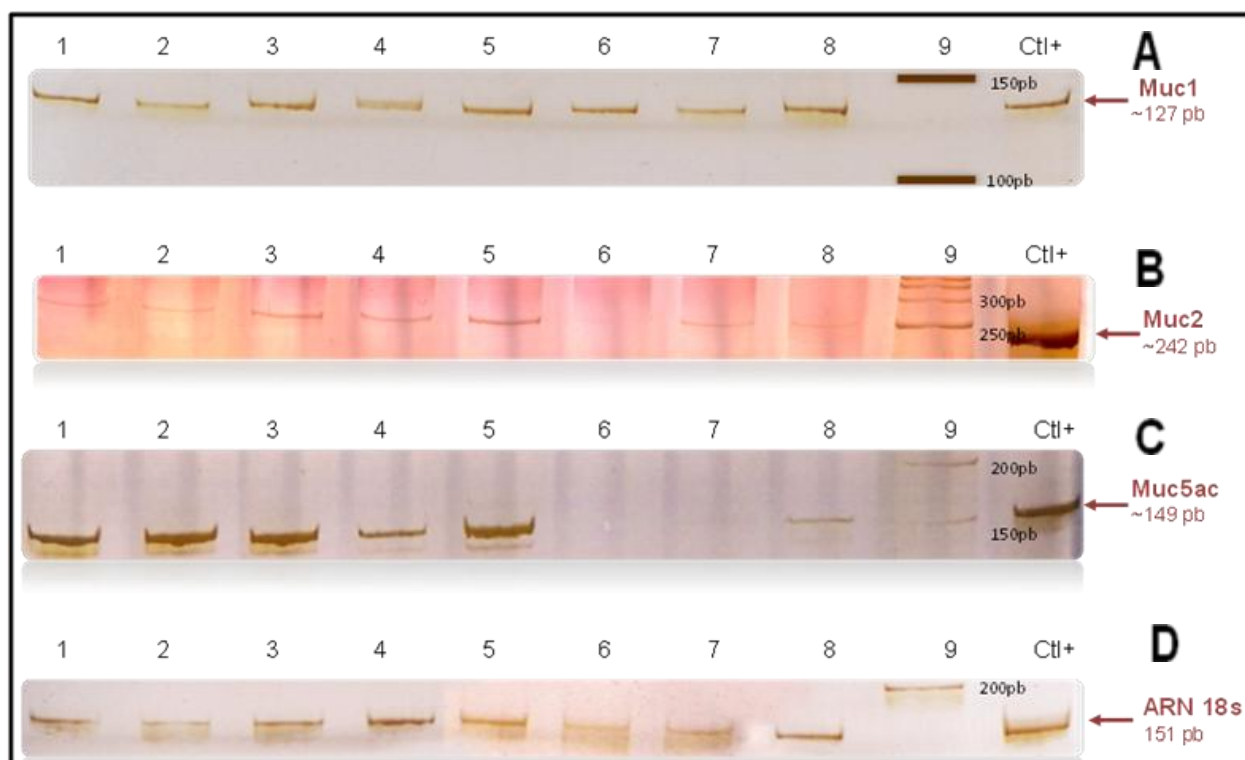 1 2 3 4 5 6 7 8 9 Ctl+ A
150pb
Muc1
~127 pb
100pb
1 2 3 4 5 6 7 8 9 Ctl+ B
300pb
250pb
Muc2
~242 pb
1 2 3 4 5 6 7 8 9 Ctl+ C
200pb
Muc5ac
~149 pb
150pb
1 2 3 4 5 6 7 8 9 Ctl+ D
200pb
ARN 18s
151 pb